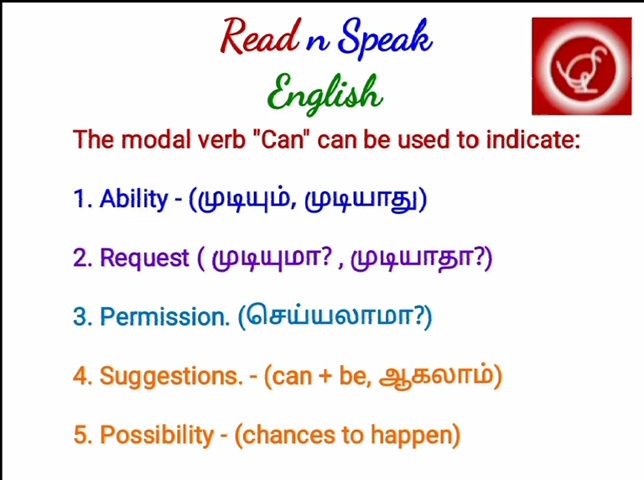 Read n Speak
English
The modal verb "Can" can be used to indicate:
1. Ability - (முடியும், முடியாது)
2. Request ( முடியுமா? , முடியாதா?)
3. Permission. (செய்யலாமா?)
4. Suggestions. - (can + be, ஆகலாம்)
5. Possibility - (chances to happen)